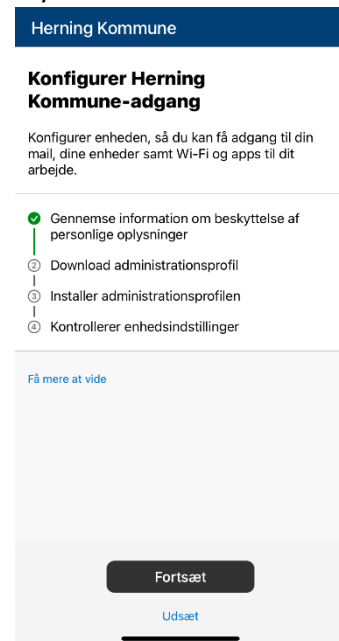 Herning Kommune
Konfigurer Herning
Kommune-adgang
Konfigurer enheden, så du kan få adgang til din
mail, dine enheder samt Wi-Fi og apps til dit
arbejde.
Gennemse information om beskyttelse af
personlige oplysninger
2 Download administrationsprofil
3 Installer administrationsprofilen
4 Kontrollerer enhedsindstillinger
Få mere at vide
Fortsæt
Udsæt